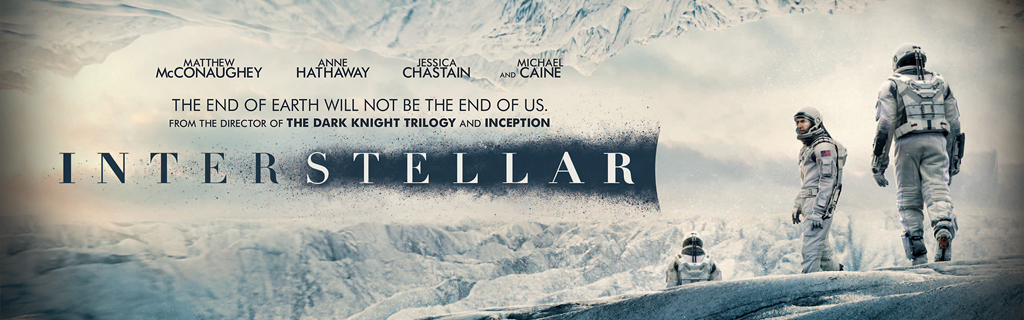 MATTHEW McCONAUGHEY ANNE HATHAWAY JESSICA CHASTAIN AND MICHAEL CAINE
THE END OF EARTH WILL NOT BE THE END OF US.
FROM THE DIRECTOR OF THE DARK KNIGHT TRILOGY AND INCEPTION
INTERSTELLAR